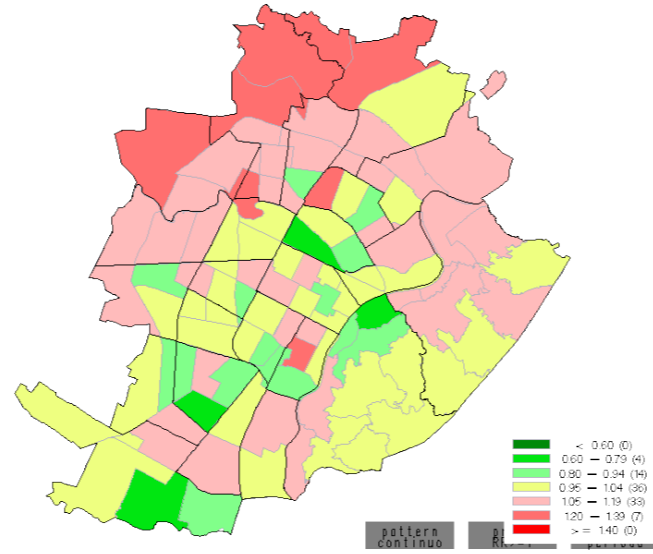 < 0.60 (0)
0.60 – 0.79 (4)
0.80 – 0.94 (14)
0.95 – 1.04 (36)
1.05 – 1.19 (33)
1.20 – 1.39 (7)
>= 1.40 (0)
pattern
continuo